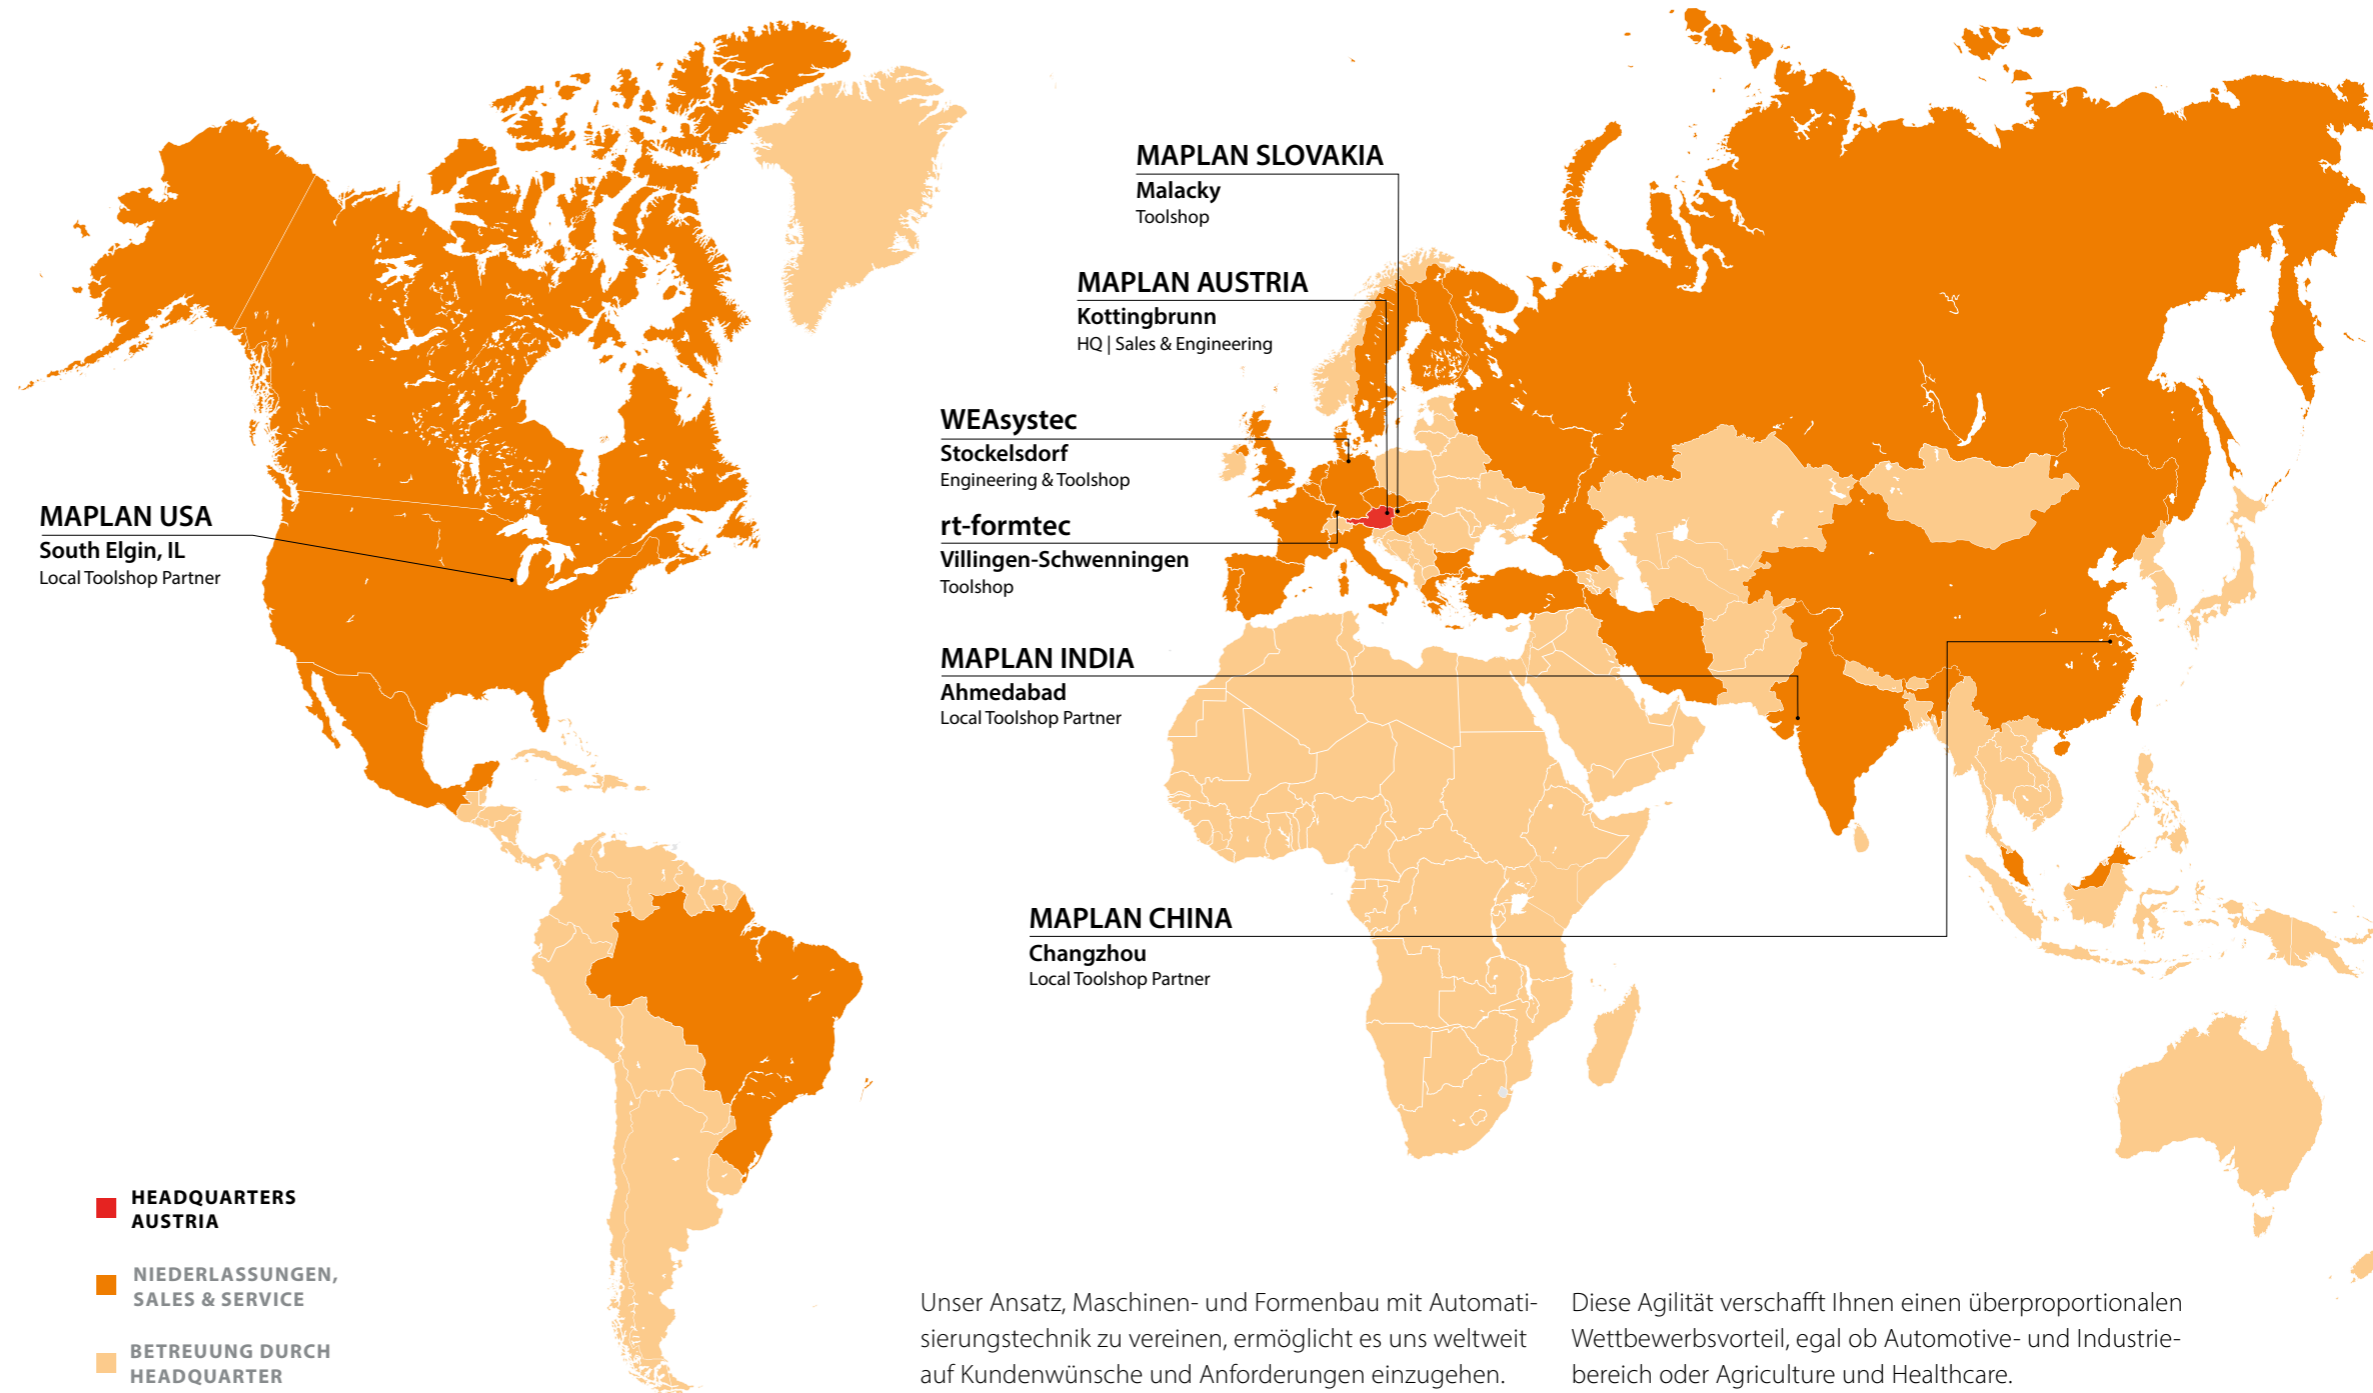 MAPLAN SLOVAKIA
Malacky
Toolshop
MAPLAN AUSTRIA
Kottingbrunn
HQ | Sales & Engineering
WEAsystec
Stockelsdorf
Engineering & Toolshop
rt-formtec
Villingen-Schwenningen
Toolshop
MAPLAN USA
South Elgin, IL
Local Toolshop Partner
MAPLAN INDIA
Ahmedabad
Local Toolshop Partner
MAPLAN CHINA
Changzhou
Local Toolshop Partner
HEADQUARTERS
AUSTRIA
NIEDERLASSUNGEN,
SALES & SERVICE
BETREUUNG DURCH
HEADQUARTER
Unser Ansatz, Maschinen- und Formenbau mit Automati-
sierungstechnik zu vereinen, ermöglicht es uns weltweit
auf Kundenwünsche und Anforderungen einzugehen.
Diese Agilität verschafft Ihnen einen überproportionalen
Wettbewerbsvorteil, egal ob Automotive- und Industrie-
bereich oder Agriculture und Healthcare.